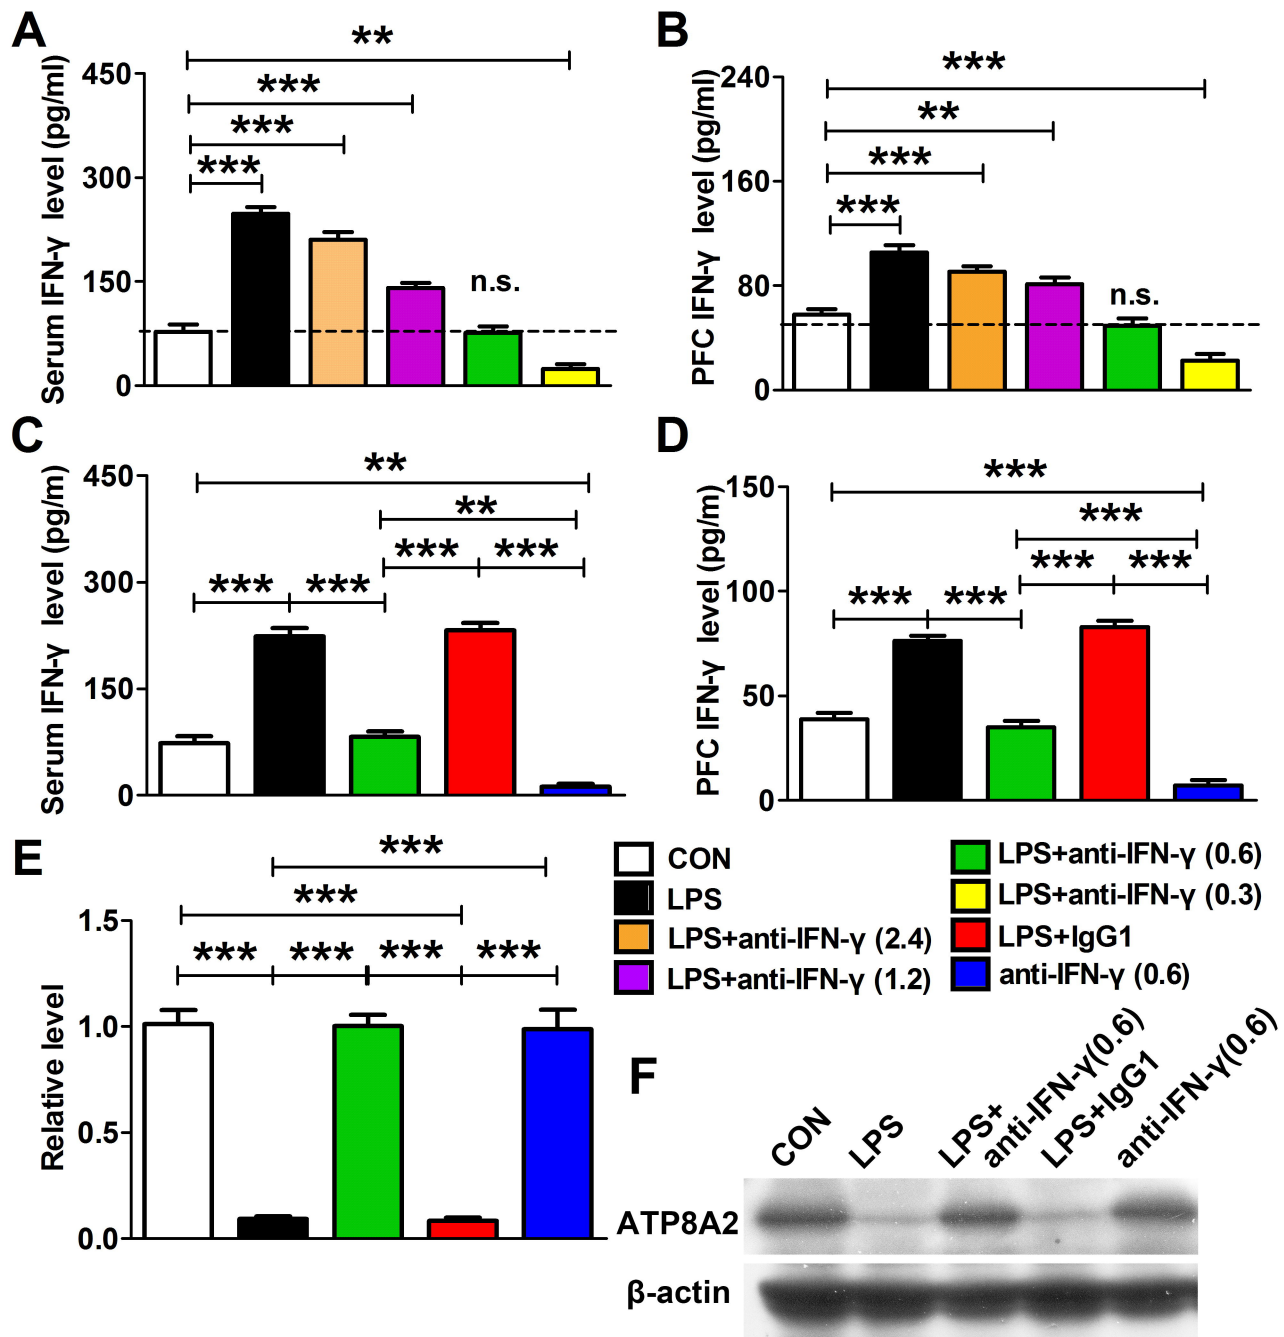 A
Serum IFN-γ level (pg/ml)
450
300
150
0
**
***
***
***
n.s.
B
PFC IFN-γ level (pg/ml)
240
160
80
0
***
**
***
***
n.s.
C
Serum IFN-γ level (pg/m)
450
300
150
0
**
**
*** ***
*** ***
D
PFC IFN-γ level (pg/m)
150
100
50
0
***
***
*** ***
*** ***
E
Relative level
1.5
1.0
0.5
0.0
***
***
*** *** *** ***
CON
LPS
LPS+anti-IFN-γ (2.4)
LPS+anti-IFN-γ (1.2)
LPS+anti-IFN-γ (0.6)
LPS+anti-IFN-γ (0.3)
LPS+IgG1
anti-IFN-γ (0.6)
F
CON
LPS
LPS+
anti-IFN-γ(0.6)
LPS+IgG1
anti-IFN-γ(0.6)
ATP8A2
β-actin